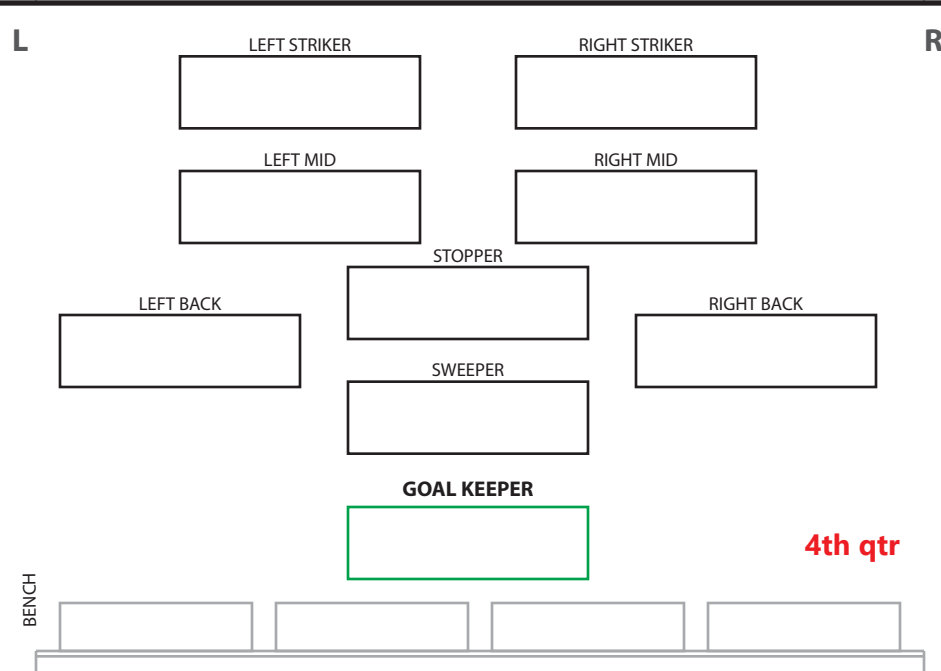 L
R
LEFT STRIKER
RIGHT STRIKER
LEFT MID
RIGHT MID
STOPPER
LEFT BACK
RIGHT BACK
SWEEPER
GOAL KEEPER
4th qtr
BENCH